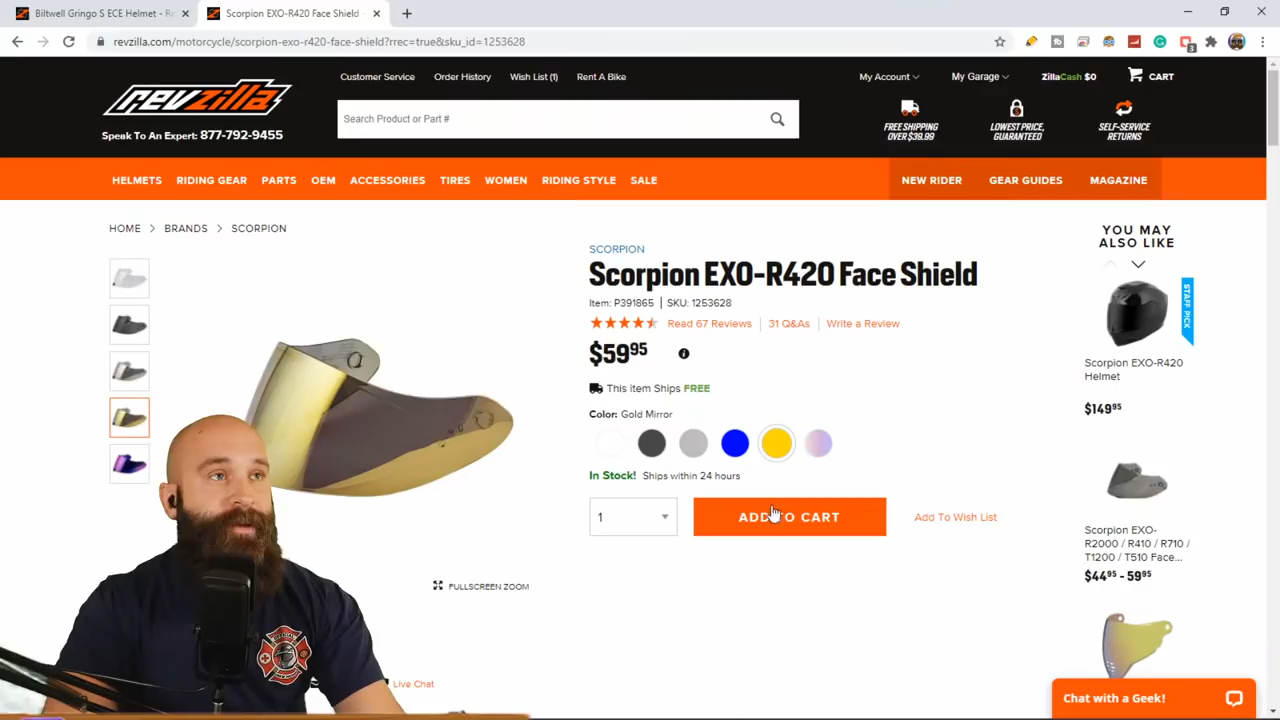 Biltwell Gringo S ECE Helmet - Re
Scorpion EXO-R420 Face Shield -
revzilla.com/motorcycle/scorpion-exo-r420-face-shield?rrec=true&sku_id=1253628
3
revzilla
Speak To An Expert: 877-792-9455
Customer Service
Order History
Wish List (1)
Rent A Bike
My Account
My Garage
ZillaCash $0
CART
Search Product or Part #
FREE SHIPPING OVER $39.99
LOWEST PRICE, GUARANTEED
SELF-SERVICE RETURNS
HELMETS
RIDING GEAR
PARTS
OEM
ACCESSORIES
TIRES
WOMEN
RIDING STYLE
SALE
NEW RIDER
GEAR GUIDES
MAGAZINE
HOME > BRANDS > SCORPION
SCORPION
Scorpion EXO-R420 Face Shield
Item: P391865 | SKU: 1253628
Read 67 Reviews | 31 Q&As | Write a Review
$59 95
This Item Ships FREE
Color: Gold Mirror
In Stock! Ships within 24 hours
1
ADD TO CART
Add To Wish List
FULLSCREEN ZOOM
Live Chat
YOU MAY
ALSO LIKE
STAFF PICK
Scorpion EXO-R420
Helmet
$149 95
Scorpion EXO-
R2000 / R410 / R710 /
T1200 / T510 Face...
$44 95 - 59 95
Chat with a Geek!